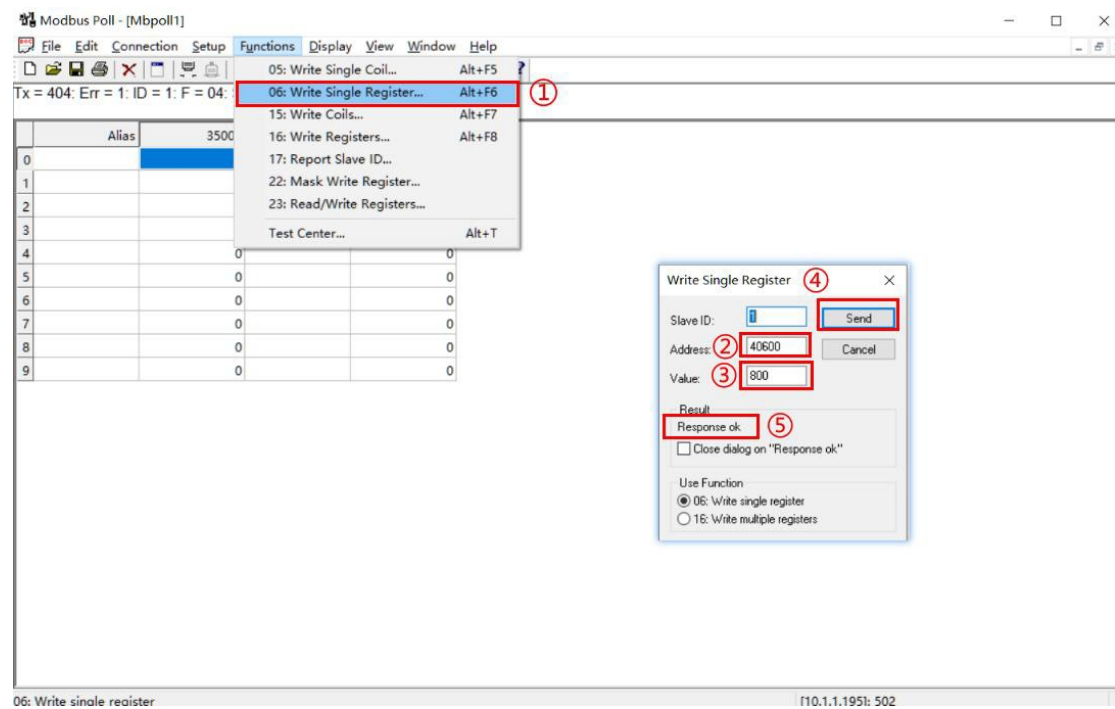 Modbus Poll - [Mbpoll1]
File Edit Connection Setup Functions Display View Window Help
05: Write Single Coil... Alt+F5
Tx = 404: Err = 1: ID = 1: F = 04:
06: Write Single Register... Alt+F6 ①
15: Write Coils... Alt+F7
Alias 3500
16: Write Registers... Alt+F8
0
17: Report Slave ID...
1
22: Mask Write Register...
2
23: Read/Write Registers...
3
Test Center... Alt+T
4 0 0
5 0 0
6 0 0
7 0 0
8 0 0
9 0 0
Write Single Register ④
Slave ID: 1 Send
Address: ② 40600 Cancel
Value: ③ 800
Result
Response ok ⑤
Close dialog on "Response ok"
Use Function
06: Write single register
16: Write multiple registers
06: Write single register [10.1.1.195]: 502